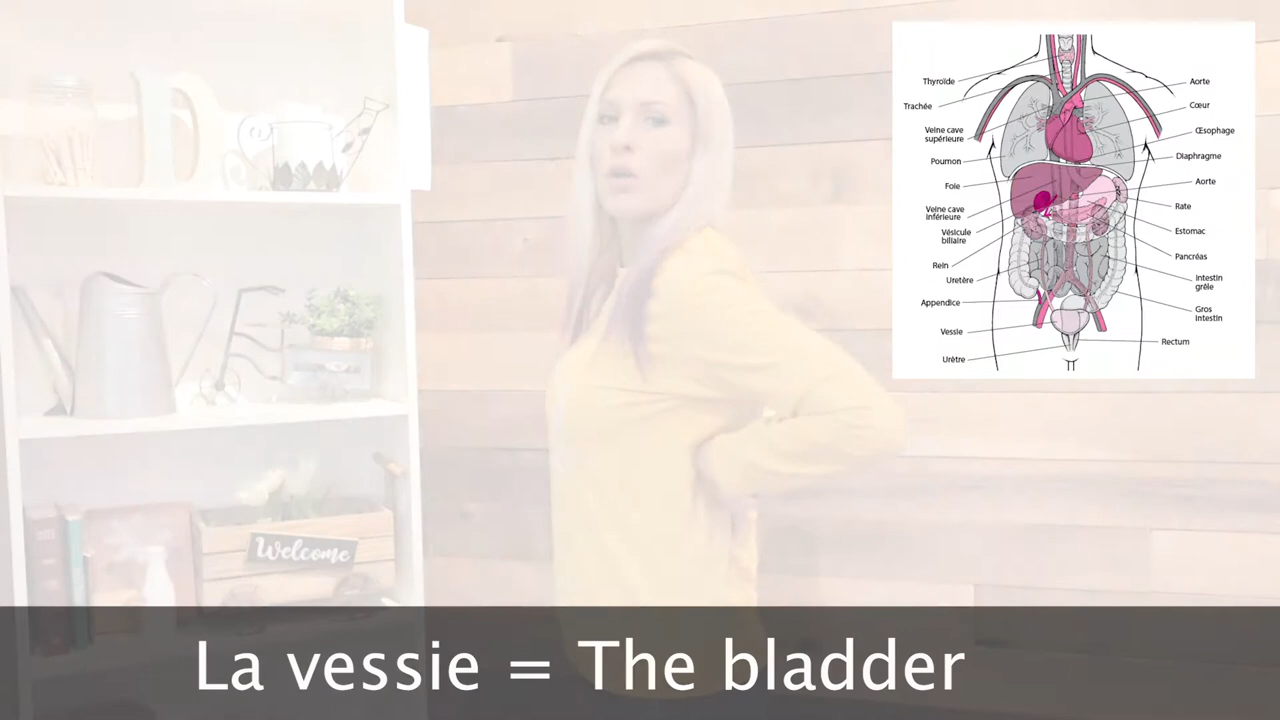 Thyroïde
Trachée
Veine cave
supérieure
Poumon
Foie
Veine cave
inférieure
Vésicule
biliaire
Rein
Uretère
Appendice
Vessie
Urètre
Aorte
Cœur
Œsophage
Diaphragme
Aorte
Rate
Estomac
Pancréas
Intestin
grêle
Gros
intestin
Rectum
Welcome
La vessie = The bladder